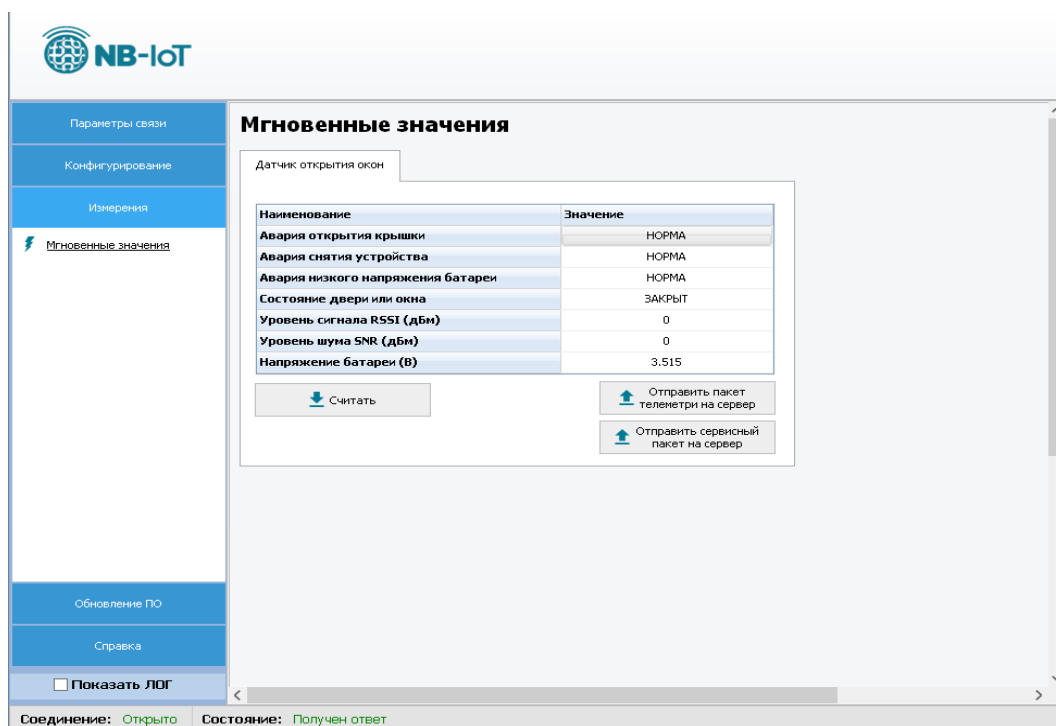 NB-IoT
Параметры связи
Конфигурирование
Измерения
Мгновенные значения
Обновление ПО
Справка
Показать ЛОГ
Мгновенные значения
Датчик открытия окон
Наименование Значение
Авария открытия крышки НОРМА
Авария снятия устройства НОРМА
Авария низкого напряжения батареи НОРМА
Состояние двери или окна ЗАКРЫТ
Уровень сигнала RSSI (дБм) 0
Уровень шума SNR (дБм) 0
Напряжение батареи (В) 3.515
Считать
Отправить пакет
телеметри на сервер
Отправить сервисный
пакет на сервер
Соединение: Открыто Состояние: Получен ответ